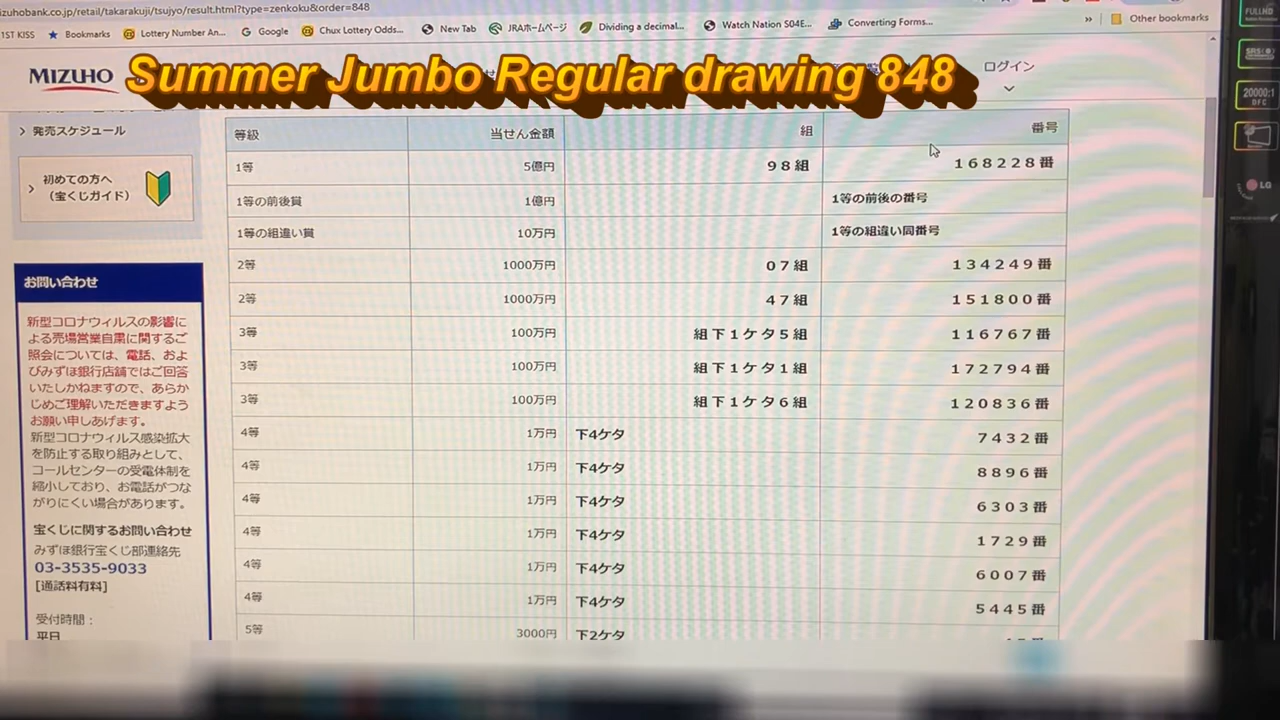 zuhobank.co.jp/retail/takarakuji/tsujyo/result.html?type=zenkoku&order=848
1ST KISS Bookmarks Lottery Number An... Google Chux Lottery Odds... New Tab JRAホームページ Dividing a decimal... Watch Nation S04E... Converting Forms... » Other bookmarks
MIZUHO Summer Jumbo Regular drawing 848 ログイン
発売スケジュール
初めての方へ
(宝くじガイド)
お問い合わせ
新型コロナウィルスの影響に
よる売場営業自粛に関するご
照会については、電話、およ
びみずほ銀行店舗ではご回答
いたしかねますので、あらか
じめご理解いただきますよう
お願い申しあげます。
新型コロナウィルス感染拡大
を防止する取り組みとして、
コールセンターの受電体制を
縮小しており、お電話がつな
がりにくい場合があります。
宝くじに関するお問い合わせ
みずほ銀行宝くじ部連絡先
03-3535-9033
[通話料有料]
受付時間：
平日
等級 当せん金額 組 番号
1等 5億円 98組 168228番
1等の前後賞 1億円 1等の前後の番号
1等の組違い賞 10万円 1等の組違い同番号
2等 1000万円 07組 134249番
2等 1000万円 47組 151800番
3等 100万円 組下1ケタ5組 116767番
3等 100万円 組下1ケタ1組 172794番
3等 100万円 組下1ケタ6組 120836番
4等 1万円 下4ケタ 7432番
4等 1万円 下4ケタ 8896番
4等 1万円 下4ケタ 6303番
4等 1万円 下4ケタ 1729番
4等 1万円 下4ケタ 6007番
4等 1万円 下4ケタ 5445番
5等 3000円 下2ケタ
FULL HD
SRS
20000:1
DFC
LG